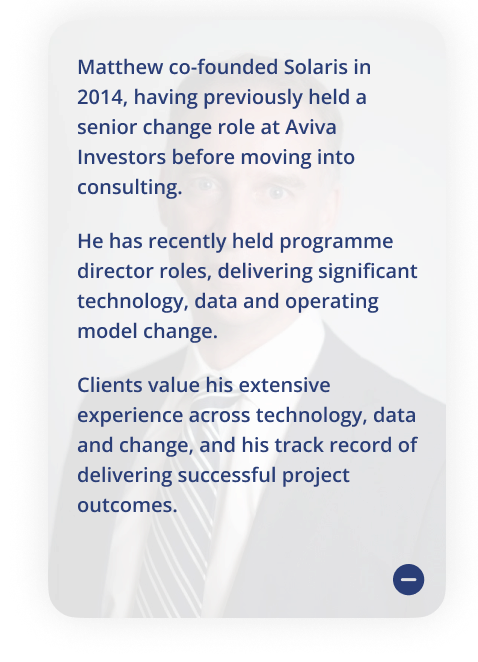 Matthew co-founded Solaris in
2014, having previously held a
senior change role at Aviva
Investors before moving into
consulting.
He has recently held programme
director roles, delivering significant
technology, data and operating
model change.
Clients value his extensive
experience across technology, data
and change, and his track record of
delivering successful project
outcomes.